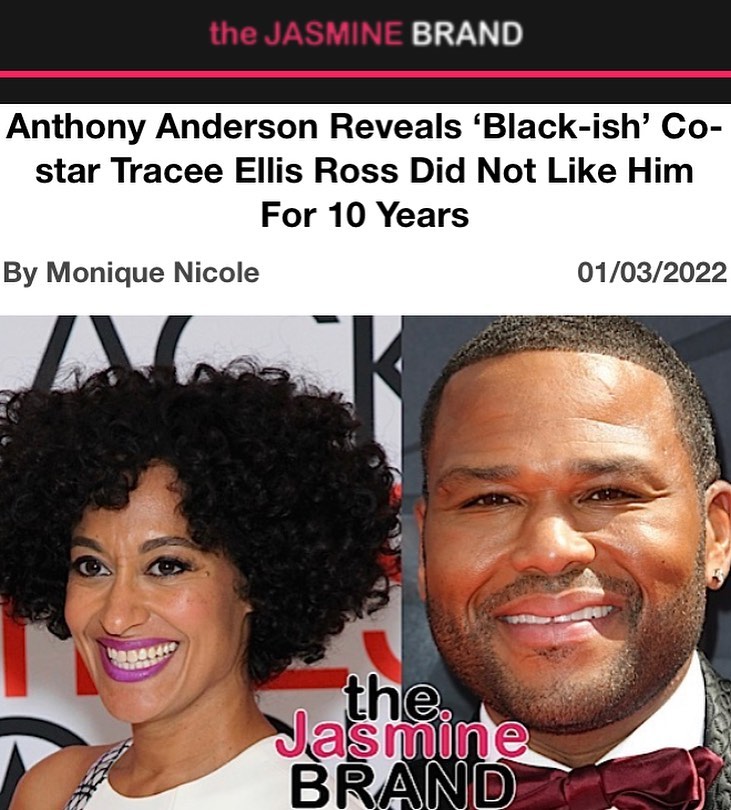 the JASMINE BRAND
Anthony Anderson Reveals ‘Black-ish’ Co-
star Tracee Ellis Ross Did Not Like Him
For 10 Years
By Monique Nicole 01/03/2022
the
Jasmine
BRAND